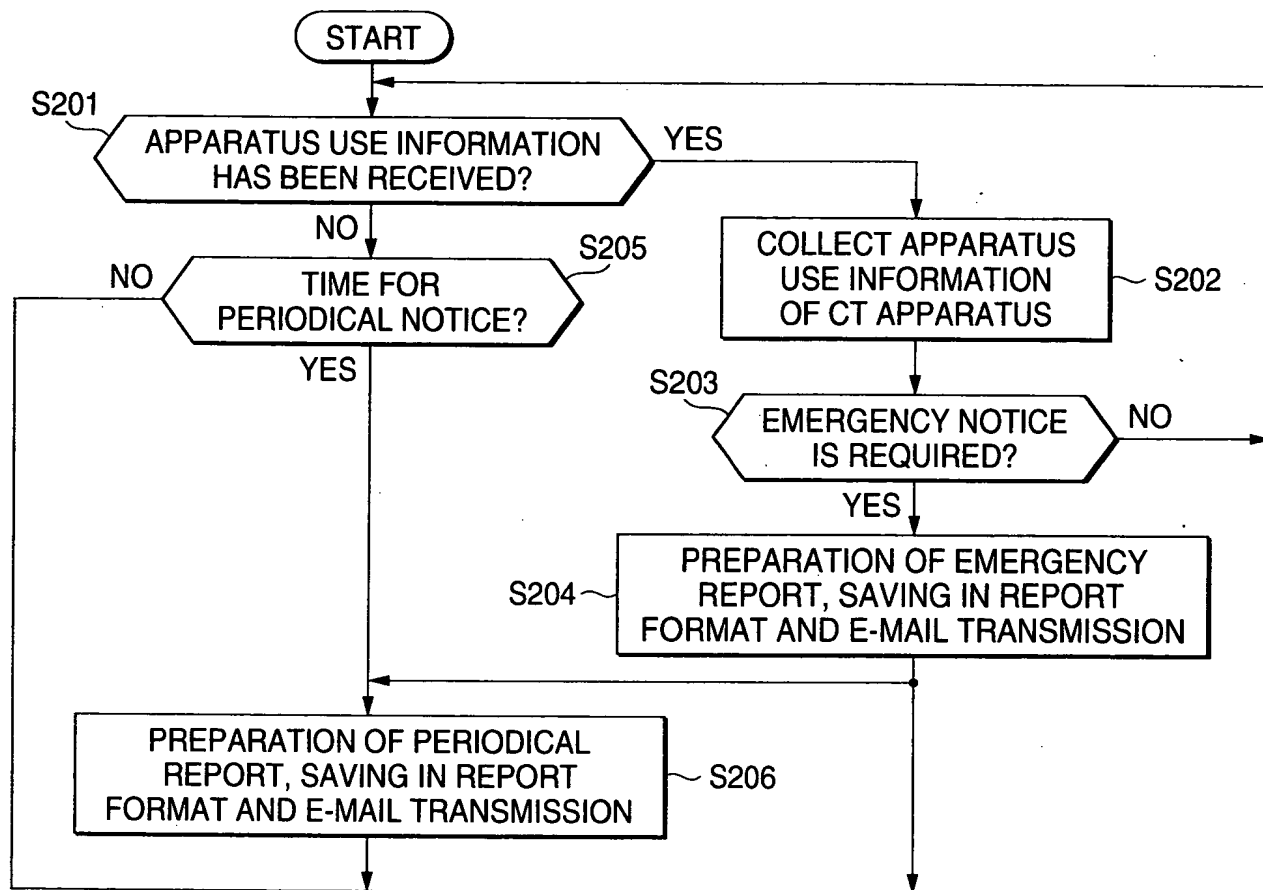 START
S201
APPARATUS USE INFORMATION
HAS BEEN RECEIVED?
YES
NO
S202
COLLECT APPARATUS
USE INFORMATION
OF CT APPARATUS
S205
TIME FOR
PERIODICAL NOTICE?
NO
YES
S203
EMERGENCY NOTICE
IS REQUIRED?
NO
YES
S204
PREPARATION OF EMERGENCY
REPORT, SAVING IN REPORT
FORMAT AND E-MAIL TRANSMISSION
PREPARATION OF PERIODICAL
REPORT, SAVING IN REPORT
FORMAT AND E-MAIL TRANSMISSION
S206